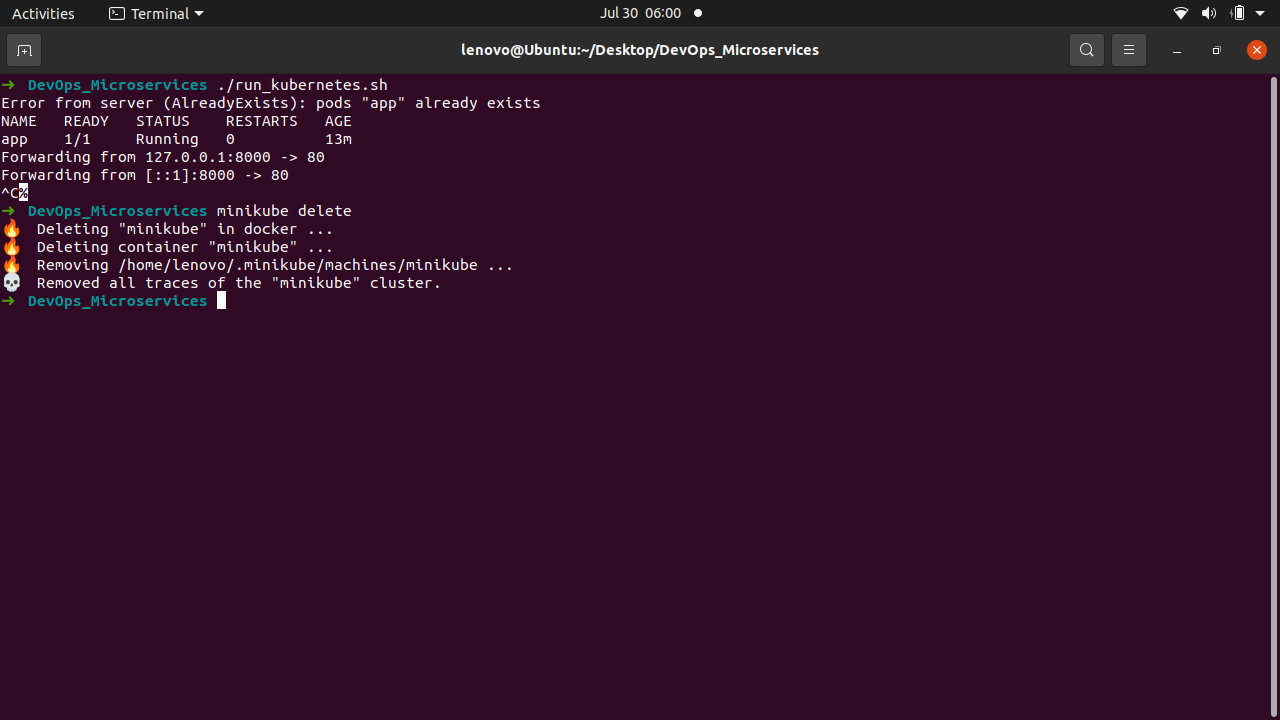 Activities Terminal Jul 30 06:00
lenovo@Ubuntu:~/Desktop/DevOps_Microservices
➜ DevOps_Microservices ./run_kubernetes.sh
Error from server (AlreadyExists): pods "app" already exists
NAME READY STATUS RESTARTS AGE
app 1/1 Running 0 13m
Forwarding from 127.0.0.1:8000 -> 80
Forwarding from [::1]:8000 -> 80
^C%
➜ DevOps_Microservices minikube delete
🔥 Deleting "minikube" in docker ...
🔥 Deleting container "minikube" ...
🔥 Removing /home/lenovo/.minikube/machines/minikube ...
💀 Removed all traces of the "minikube" cluster.
➜ DevOps_Microservices